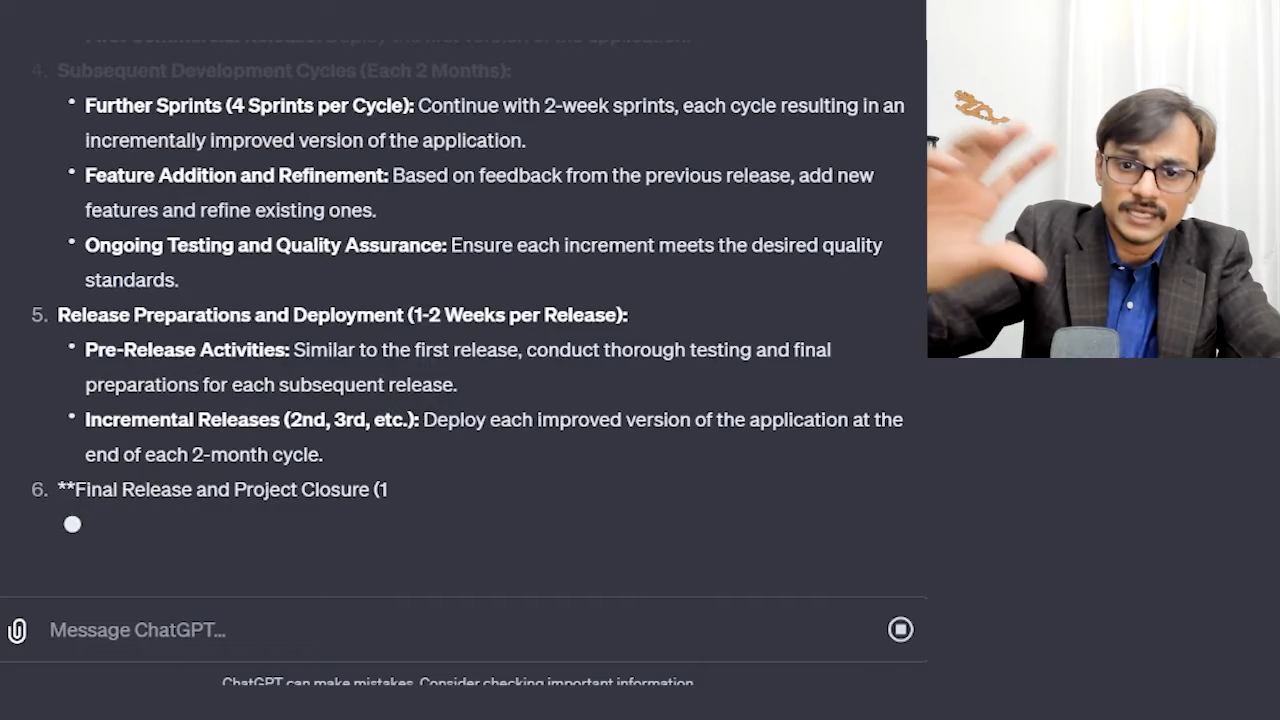 4. Subsequent Development Cycles (Each 2 Months):
• Further Sprints (4 Sprints per Cycle): Continue with 2-week sprints, each cycle resulting in an
incrementally improved version of the application.
• Feature Addition and Refinement: Based on feedback from the previous release, add new
features and refine existing ones.
• Ongoing Testing and Quality Assurance: Ensure each increment meets the desired quality
standards.
5. Release Preparations and Deployment (1-2 Weeks per Release):
• Pre-Release Activities: Similar to the first release, conduct thorough testing and final
preparations for each subsequent release.
• Incremental Releases (2nd, 3rd, etc.): Deploy each improved version of the application at the
end of each 2-month cycle.
6. **Final Release and Project Closure (1
Message ChatGPT...
ChatGPT can make mistakes. Consider checking important information.